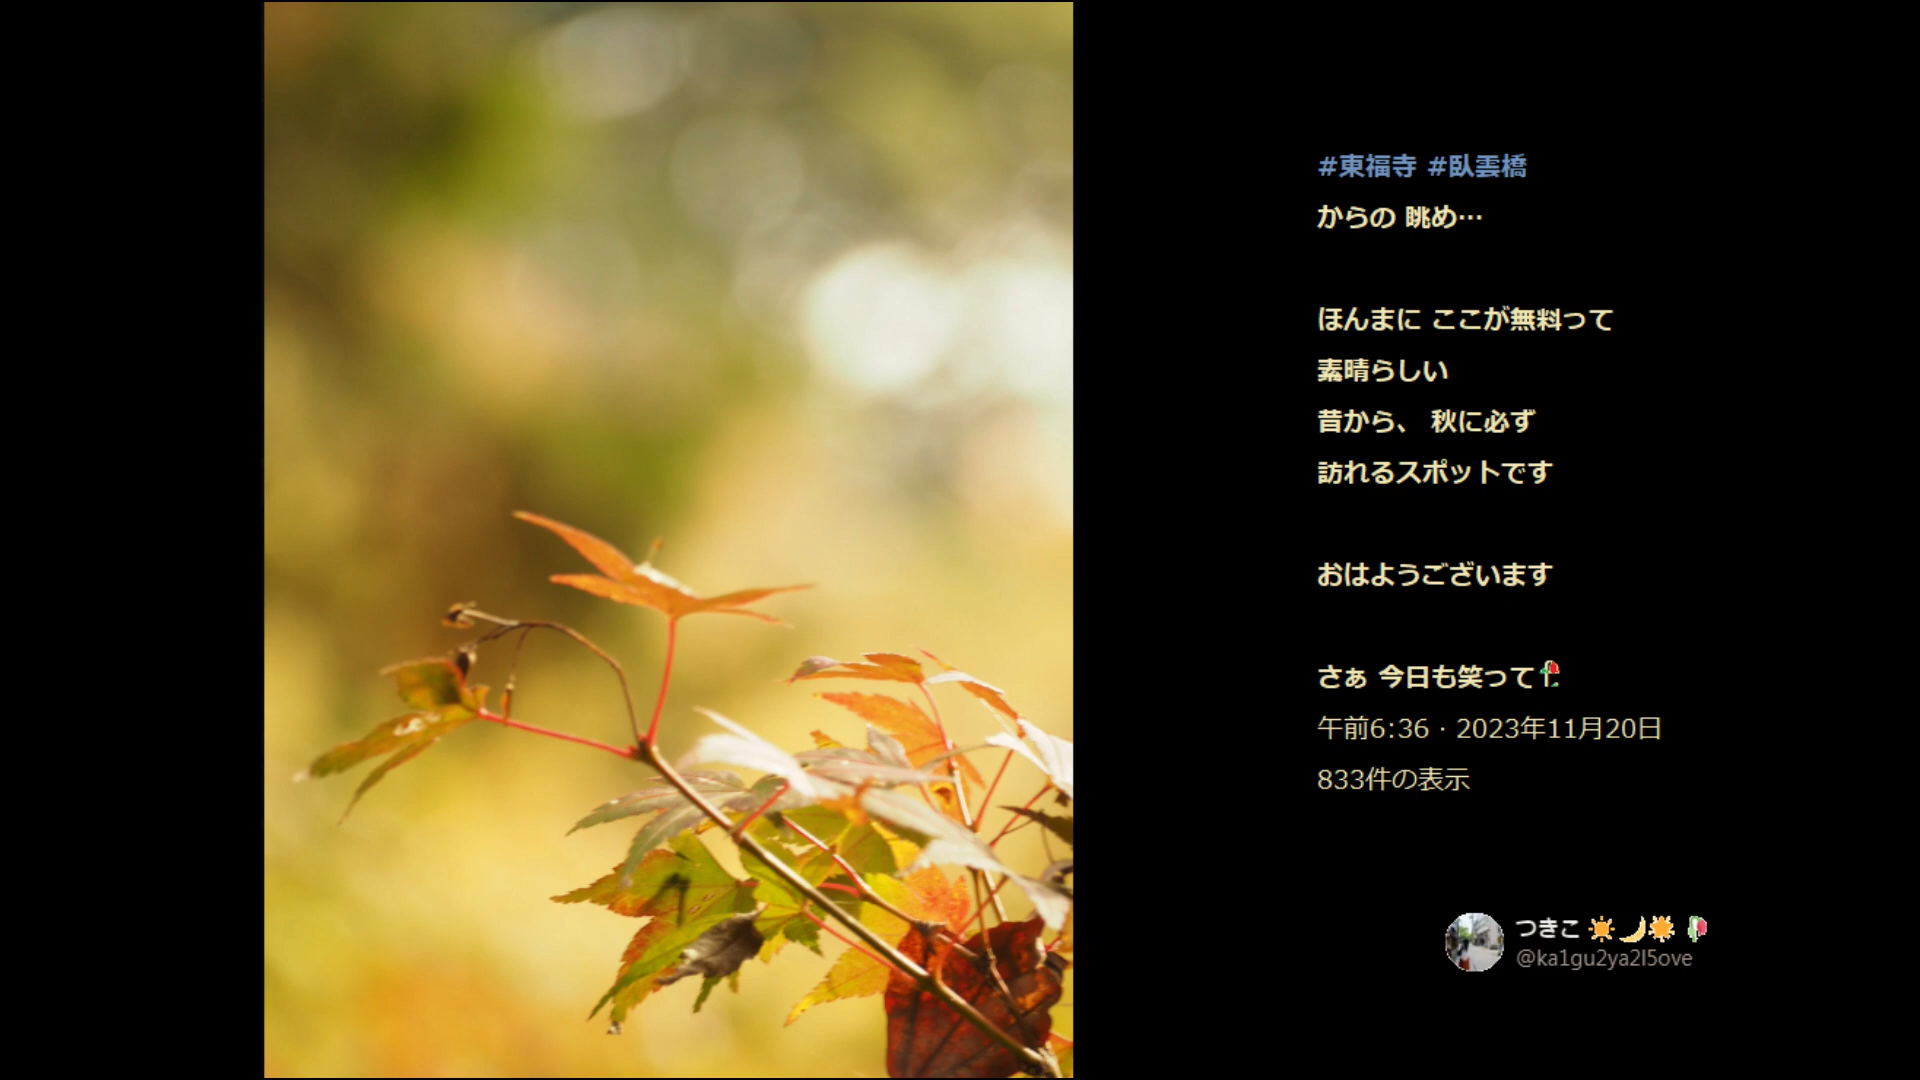 #東福寺 #臥雲橋
からの 眺め…
ほんまに ここが無料って
素晴らしい
昔から、 秋に必ず
訪れるスポットです
おはようございます
さぁ 今日も笑って
午前6:36 · 2023年11月20日
833件の表示
つきこ
@ka1gu2ya2l5ove